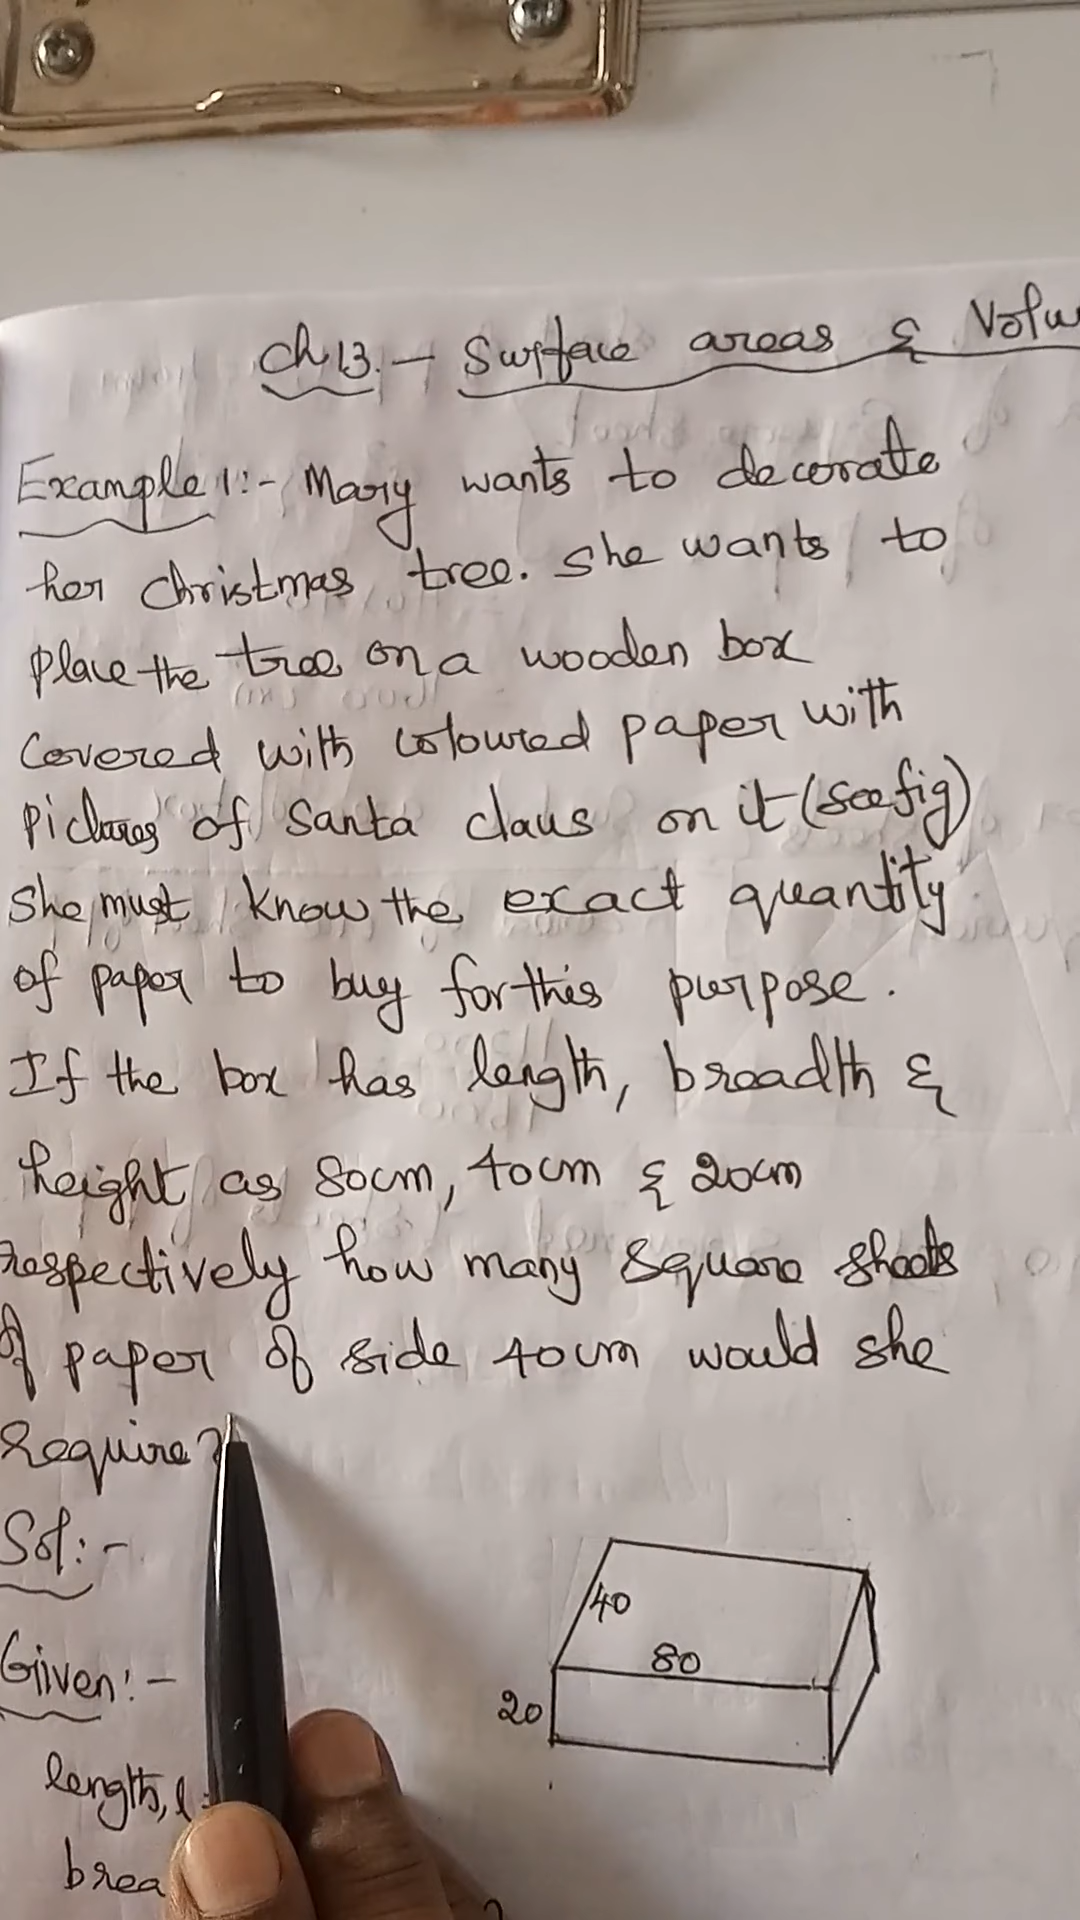 Ch 13. - Surface areas &
Example 1:- Mary wants to decorate
her christmas tree. she wants to
place the tree on a wooden box
covered with coloured paper with
pictures of Santa claus on it (see fig)
She must know the exact quantity
of paper to buy for this purpose.
If the box has length, breadth &
height as 80cm, 40cm & 20cm
respectively how many square sheets
of paper of side 40cm would she
require?
Sol:-
Given:-
40
80
20
length, l